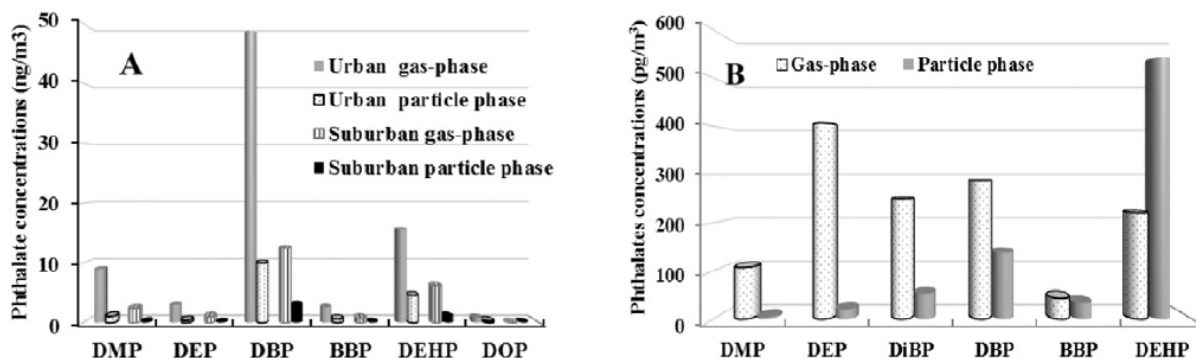 Phthalate concentrations (ng/m3)
50
40
30
20
10
0
A
Urban gas-phase
Urban particle phase
Suburban gas-phase
Suburban particle phase
DMP DEP DBP BBP DEHP DOP
Phthalates concentrations (pg/m³)
600
500
400
300
200
100
0
B
Gas-phase Particle phase
DMP DEP DiBP DBP BBP DEHP